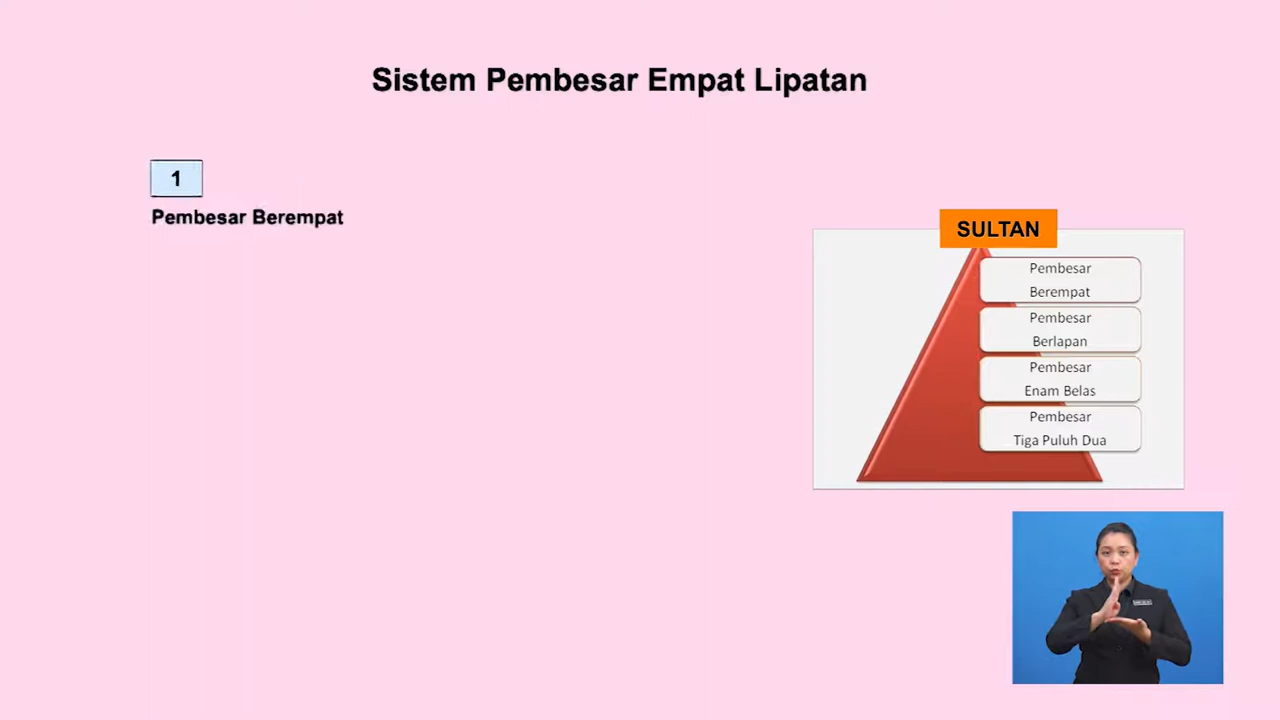 Sistem Pembesar Empat Lipatan
1
Pembesar Berempat
SULTAN
Pembesar
Berempat
Pembesar
Berlapan
Pembesar
Enam Belas
Pembesar
Tiga Puluh Dua